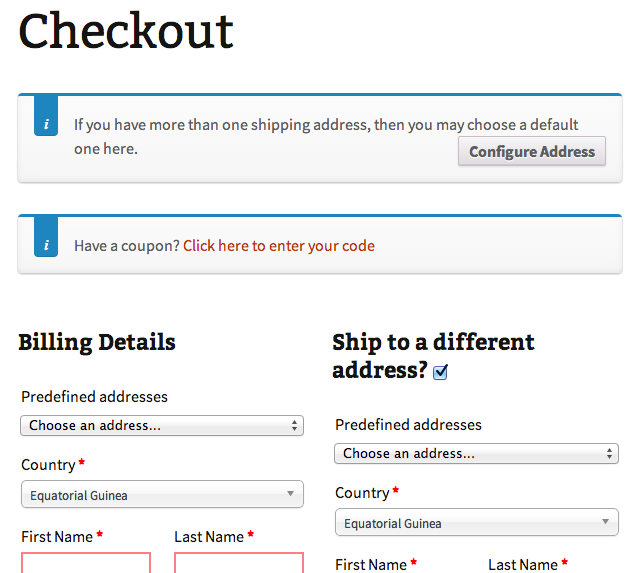 Checkout
i
If you have more than one shipping address, then you may choose a default
one here.
Configure Address
i
Have a coupon? Click here to enter your code
Billing Details
Predefined addresses
Choose an address...
Country *
Equatorial Guinea
First Name * Last Name *
Ship to a different
address?
Predefined addresses
Choose an address...
Country *
Equatorial Guinea
First Name * Last Name *